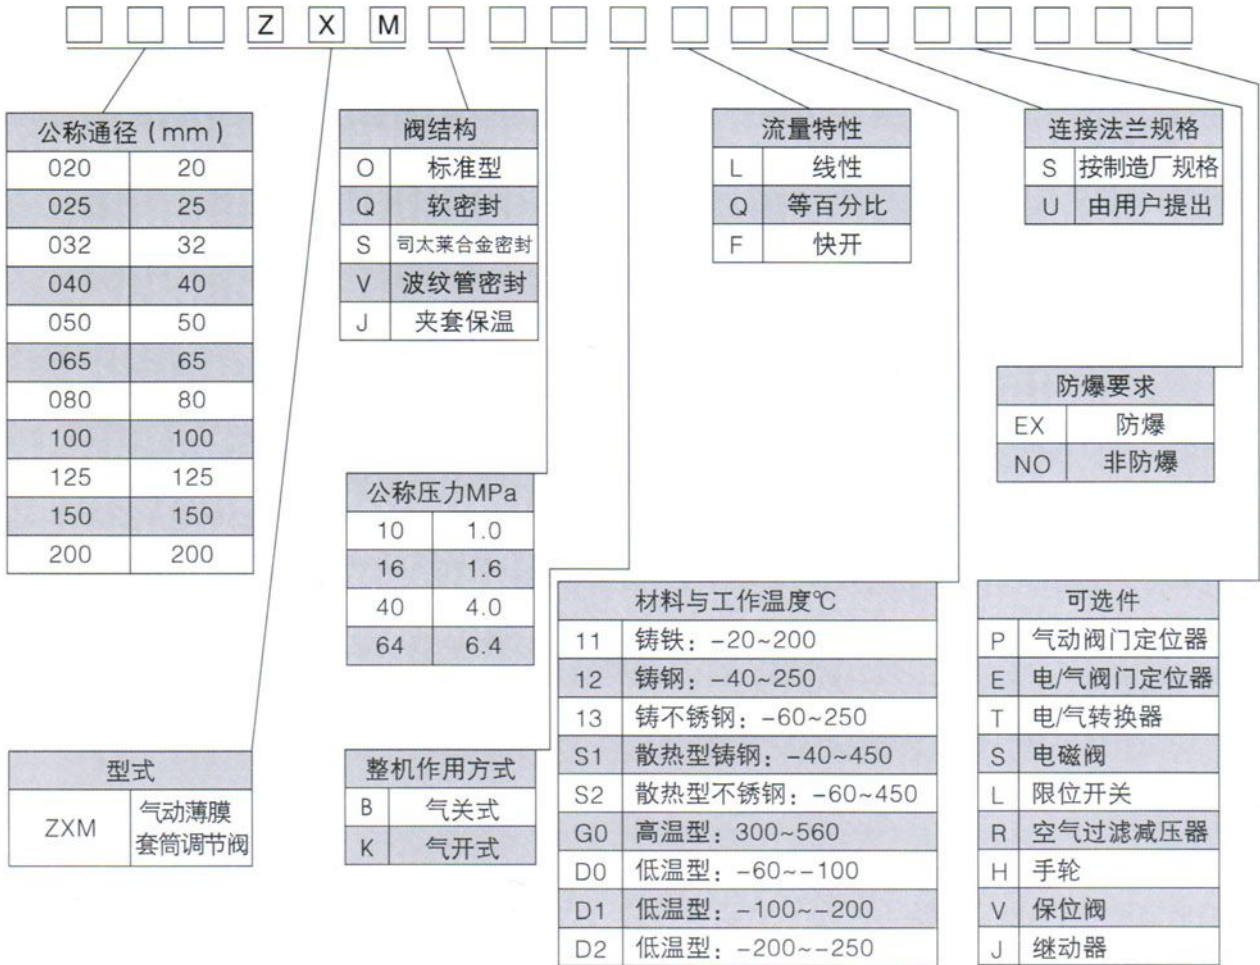 Z X M
公称通径(mm)
020 20
025 25
032 32
040 40
050 50
065 65
080 80
100 100
125 125
150 150
200 200
型式
ZXM 气动薄膜
套筒调节阀
阀结构
O 标准型
Q 软密封
S 司太莱合金密封
V 波纹管密封
J 夹套保温
公称压力MPa
10 1.0
16 1.6
40 4.0
64 6.4
整机作用方式
B 气关式
K 气开式
流量特性
L 线性
Q 等百分比
F 快开
材料与工作温度℃
11 铸铁:-20~200
12 铸钢:-40~250
13 铸不锈钢:-60~250
S1 散热型铸钢:-40~450
S2 散热型不锈钢:-60~450
G0 高温型:300~560
D0 低温型:-60~-100
D1 低温型:-100~-200
D2 低温型:-200~-250
连接法兰规格
S 按制造厂规格
U 由用户提出
防爆要求
EX 防爆
NO 非防爆
可选件
P 气动阀门定位器
E 电/气阀门定位器
T 电/气转换器
S 电磁阀
L 限位开关
R 空气过滤减压器
H 手轮
V 保位阀
J 继动器